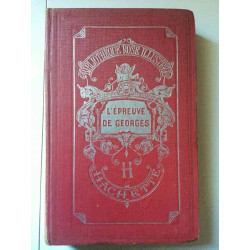 BIBLIOTHÈQUE ROSE ILLUSTRÉE
L'ÉPREUVE
DE GEORGES
H
HACHETTE